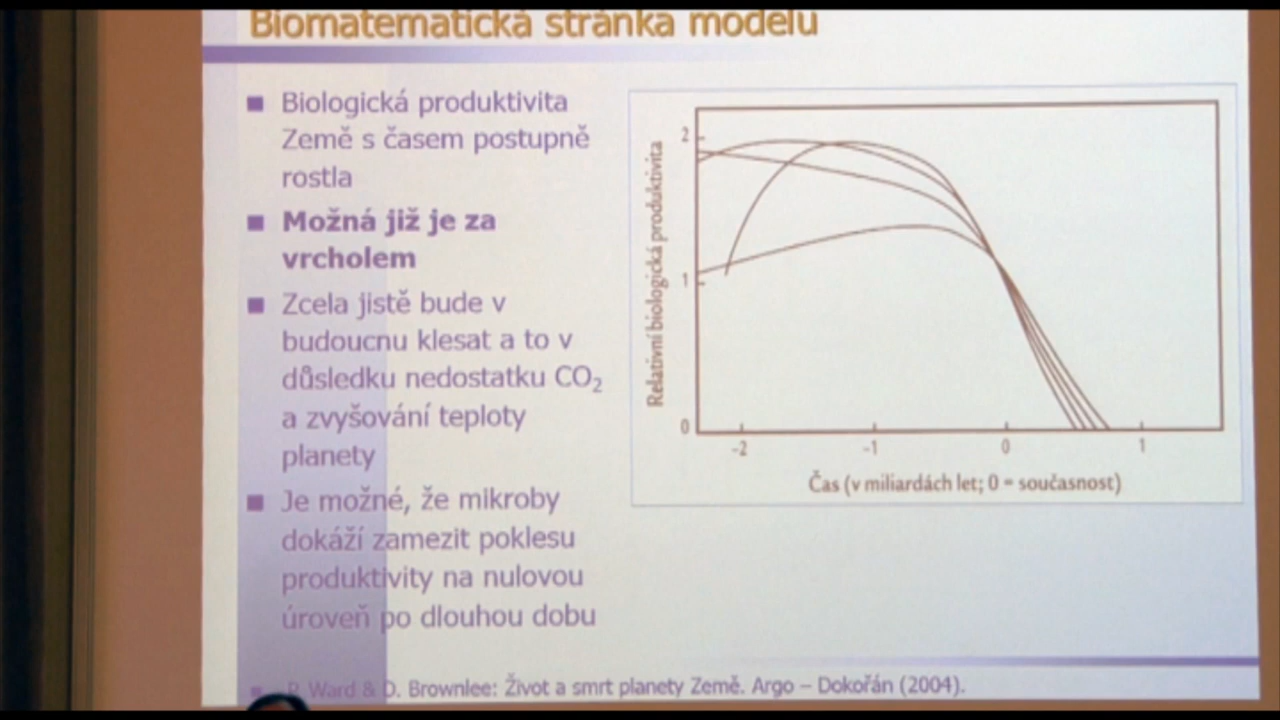 Biomatematická stránka modelu
Biologická produktivita
Země s časem postupně
rostla
Možná již je za
vrcholem
Zcela jistě bude v
budoucnu klesat a to v
důsledku nedostatku CO₂
a zvyšování teploty
planety
Je možné, že mikroby
dokáží zamezit poklesu
produktivity na nulovou
úroveň po dlouhou dobu
Relativní biologická produktivita
2
1
0
-2 -1 0 1
Čas (v miliardách let; 0 = současnost)
P. Ward & D. Brownlee: Život a smrt planety Země. Argo – Dokořán (2004).